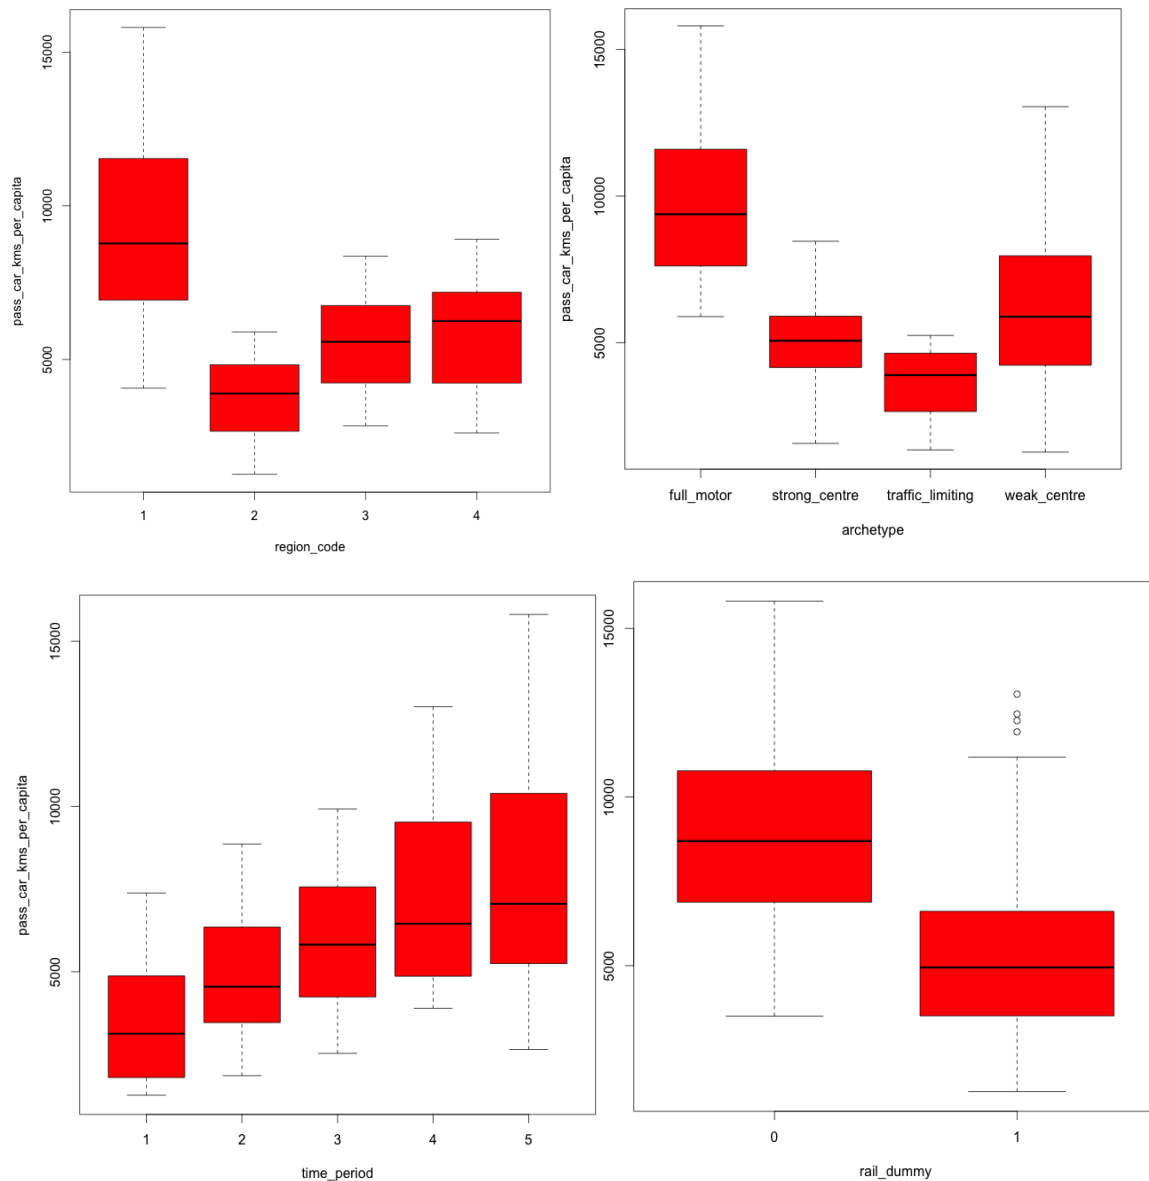 pass_car_kms_per_capita
15000
10000
5000
1 2 3 4
region_code
pass_car_kms_per_capita
15000
10000
5000
full_motor strong_centre traffic_limiting weak_centre
archetype
pass_car_kms_per_capita
15000
10000
5000
1 2 3 4 5
time_period
15000
10000
5000
0 1
rail_dummy